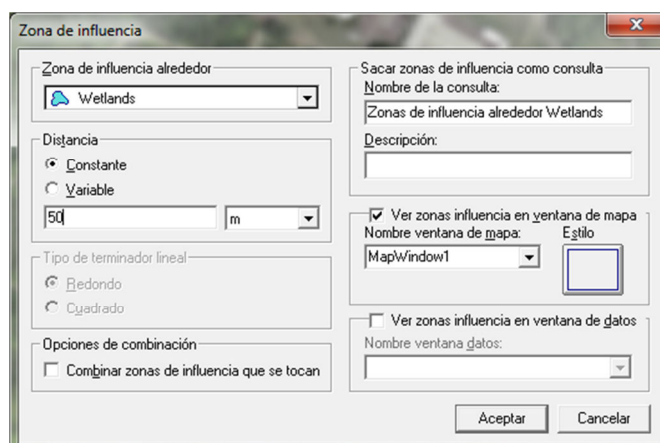 Zona de influencia
Zona de influencia alrededor
Wetlands
Distancia
Constante
Variable
50
m
Tipo de terminador lineal
Redondo
Cuadrado
Opciones de combinación
Combinar zonas de influencia que se tocan
Sacar zonas de influencia como consulta
Nombre de la consulta:
Zonas de influencia alrededor Wetlands
Descripción:
Ver zonas influencia en ventana de mapa
Nombre ventana de mapa:
Estilo
MapWindow1
Ver zonas influencia en ventana de datos
Nombre ventana datos:
Aceptar
Cancelar